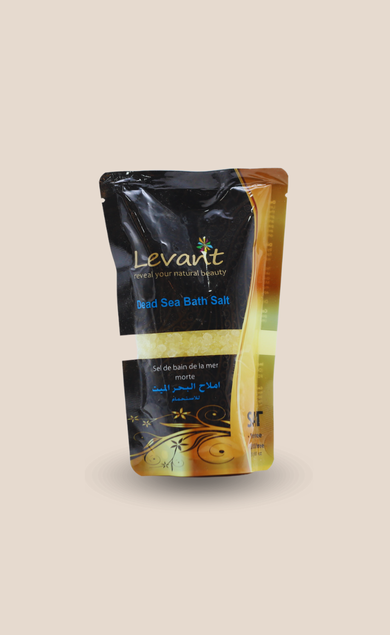 Levant
reveal your natural beauty
Dead Sea Bath Salt
Sel de bain de la mer
morte
املاح البحر الميت
للاستحمام